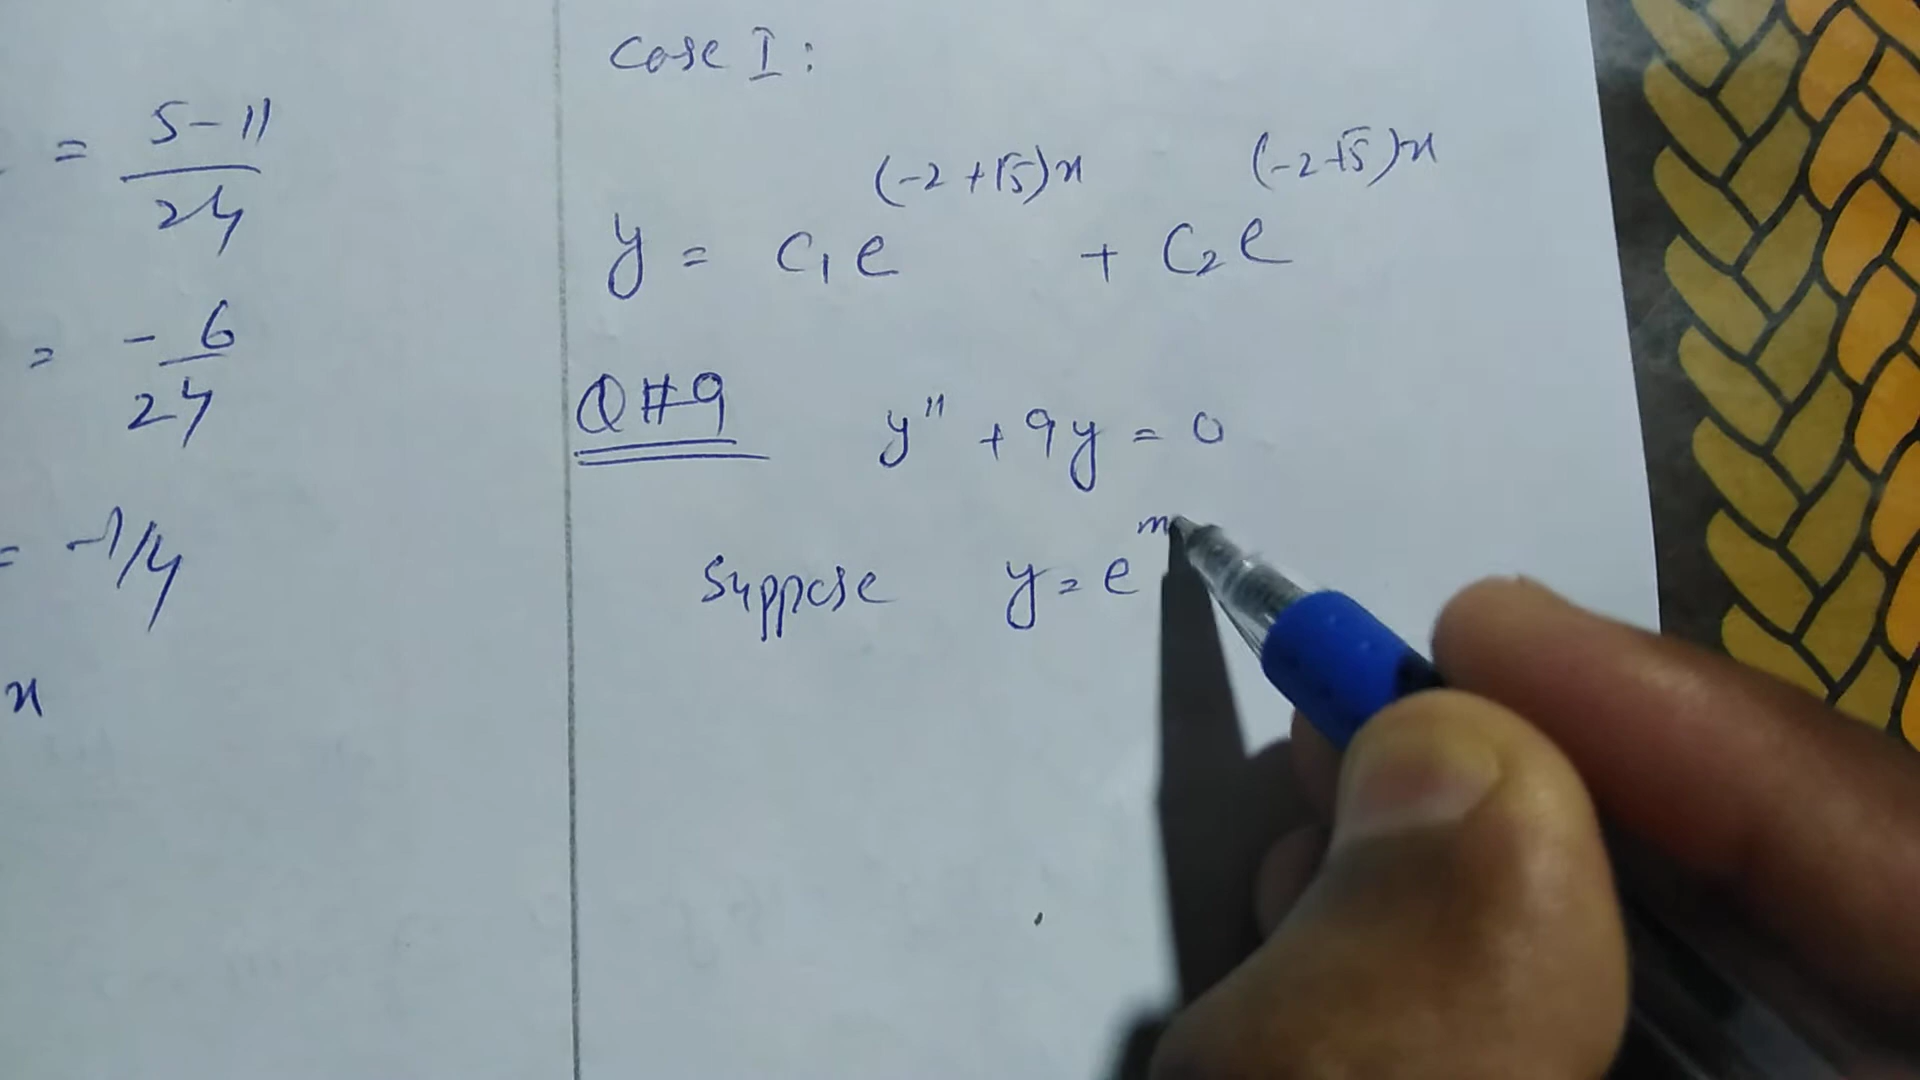 = 5-11/24
= -6/24
= -1/4
x
Case I:
y = C₁e^(-2+√5)x + C₂e^(-2-√5)x
Q#9 y" + 9y = 0
Suppose y = e^m